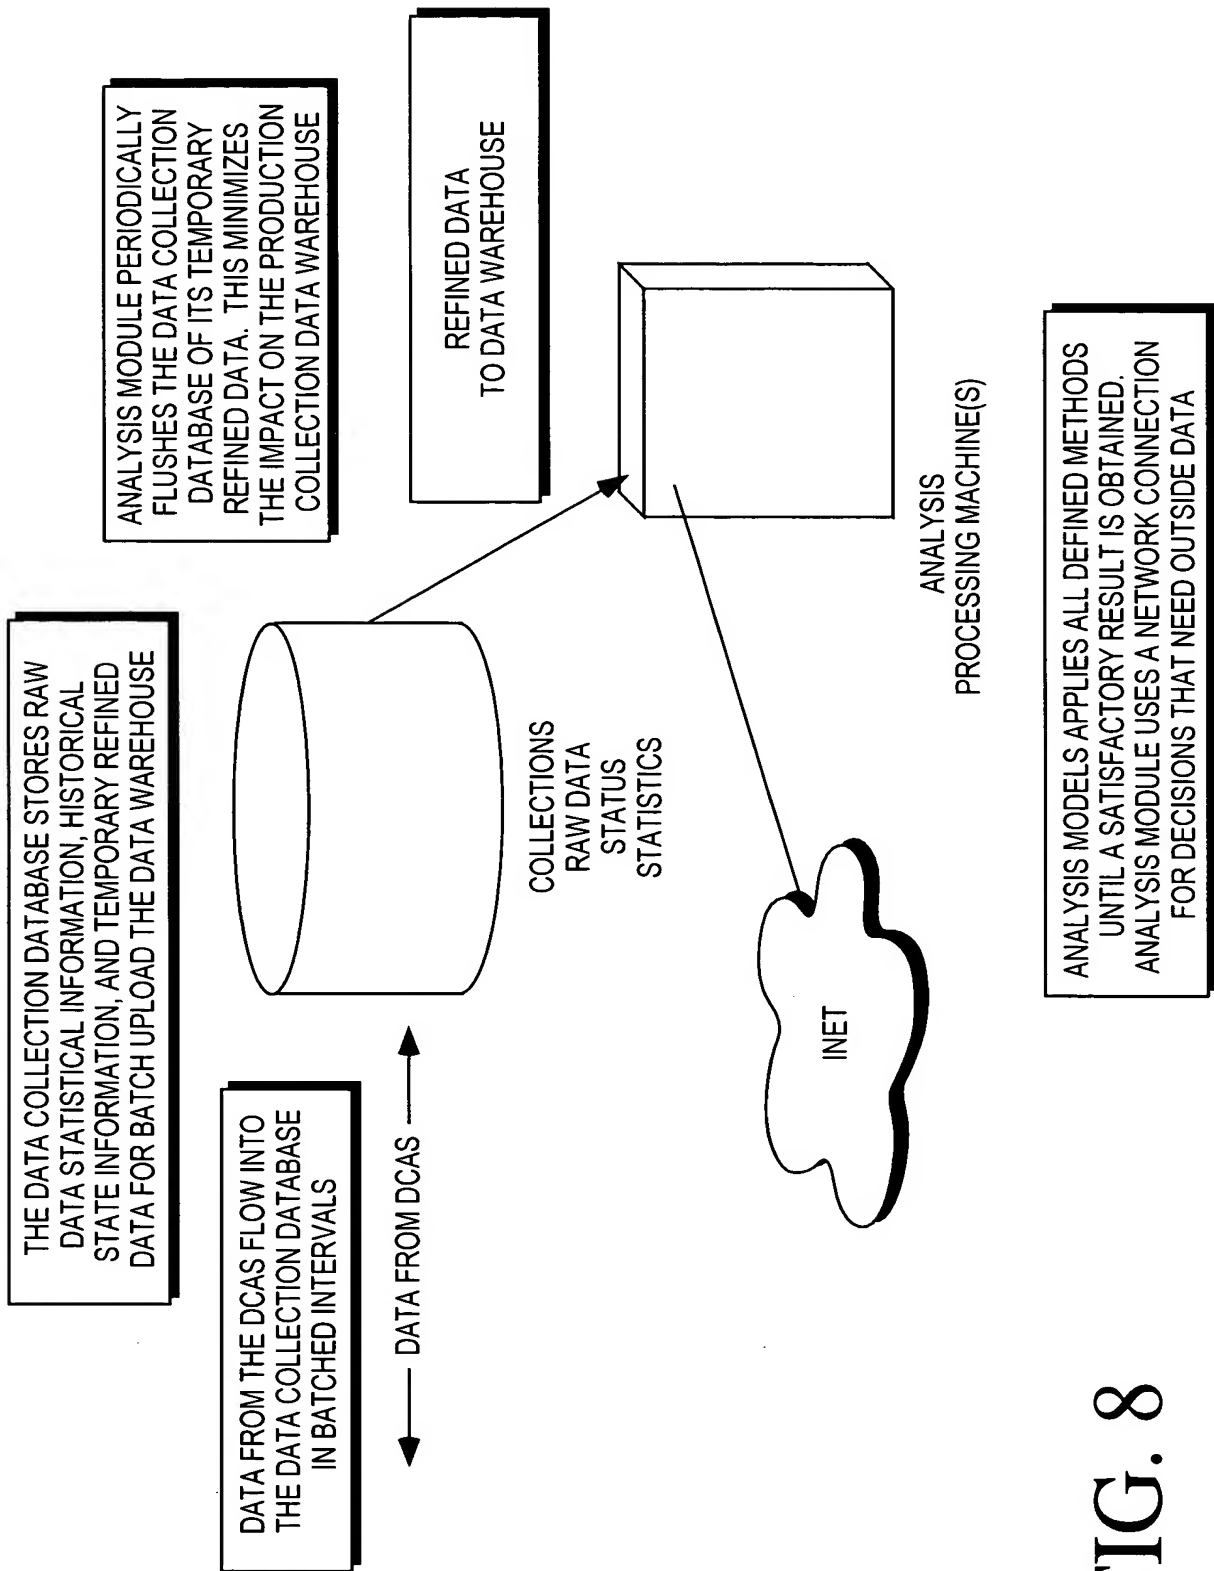 THE DATA COLLECTION DATABASE STORES RAW
DATA STATISTICAL INFORMATION, HISTORICAL
STATE INFORMATION, AND TEMPORARY REFINED
DATA FOR BATCH UPLOAD THE DATA WAREHOUSE
ANALYSIS MODULE PERIODICALLY
FLUSHES THE DATA COLLECTION
DATABASE OF ITS TEMPORARY
REFINED DATA. THIS MINIMIZES
THE IMPACT ON THE PRODUCTION
COLLECTION DATA WAREHOUSE
DATA FROM THE DCAS FLOW INTO
THE DATA COLLECTION DATABASE
IN BATCHED INTERVALS
DATA FROM DCAS
COLLECTIONS
RAW DATA
STATUS
STATISTICS
REFINED DATA
TO DATA WAREHOUSE
INET
ANALYSIS
PROCESSING MACHINE(S)
ANALYSIS MODELS APPLIES ALL DEFINED METHODS
UNTIL A SATISFACTORY RESULT IS OBTAINED.
ANALYSIS MODULE USES A NETWORK CONNECTION
FOR DECISIONS THAT NEED OUTSIDE DATA
FIG. 8